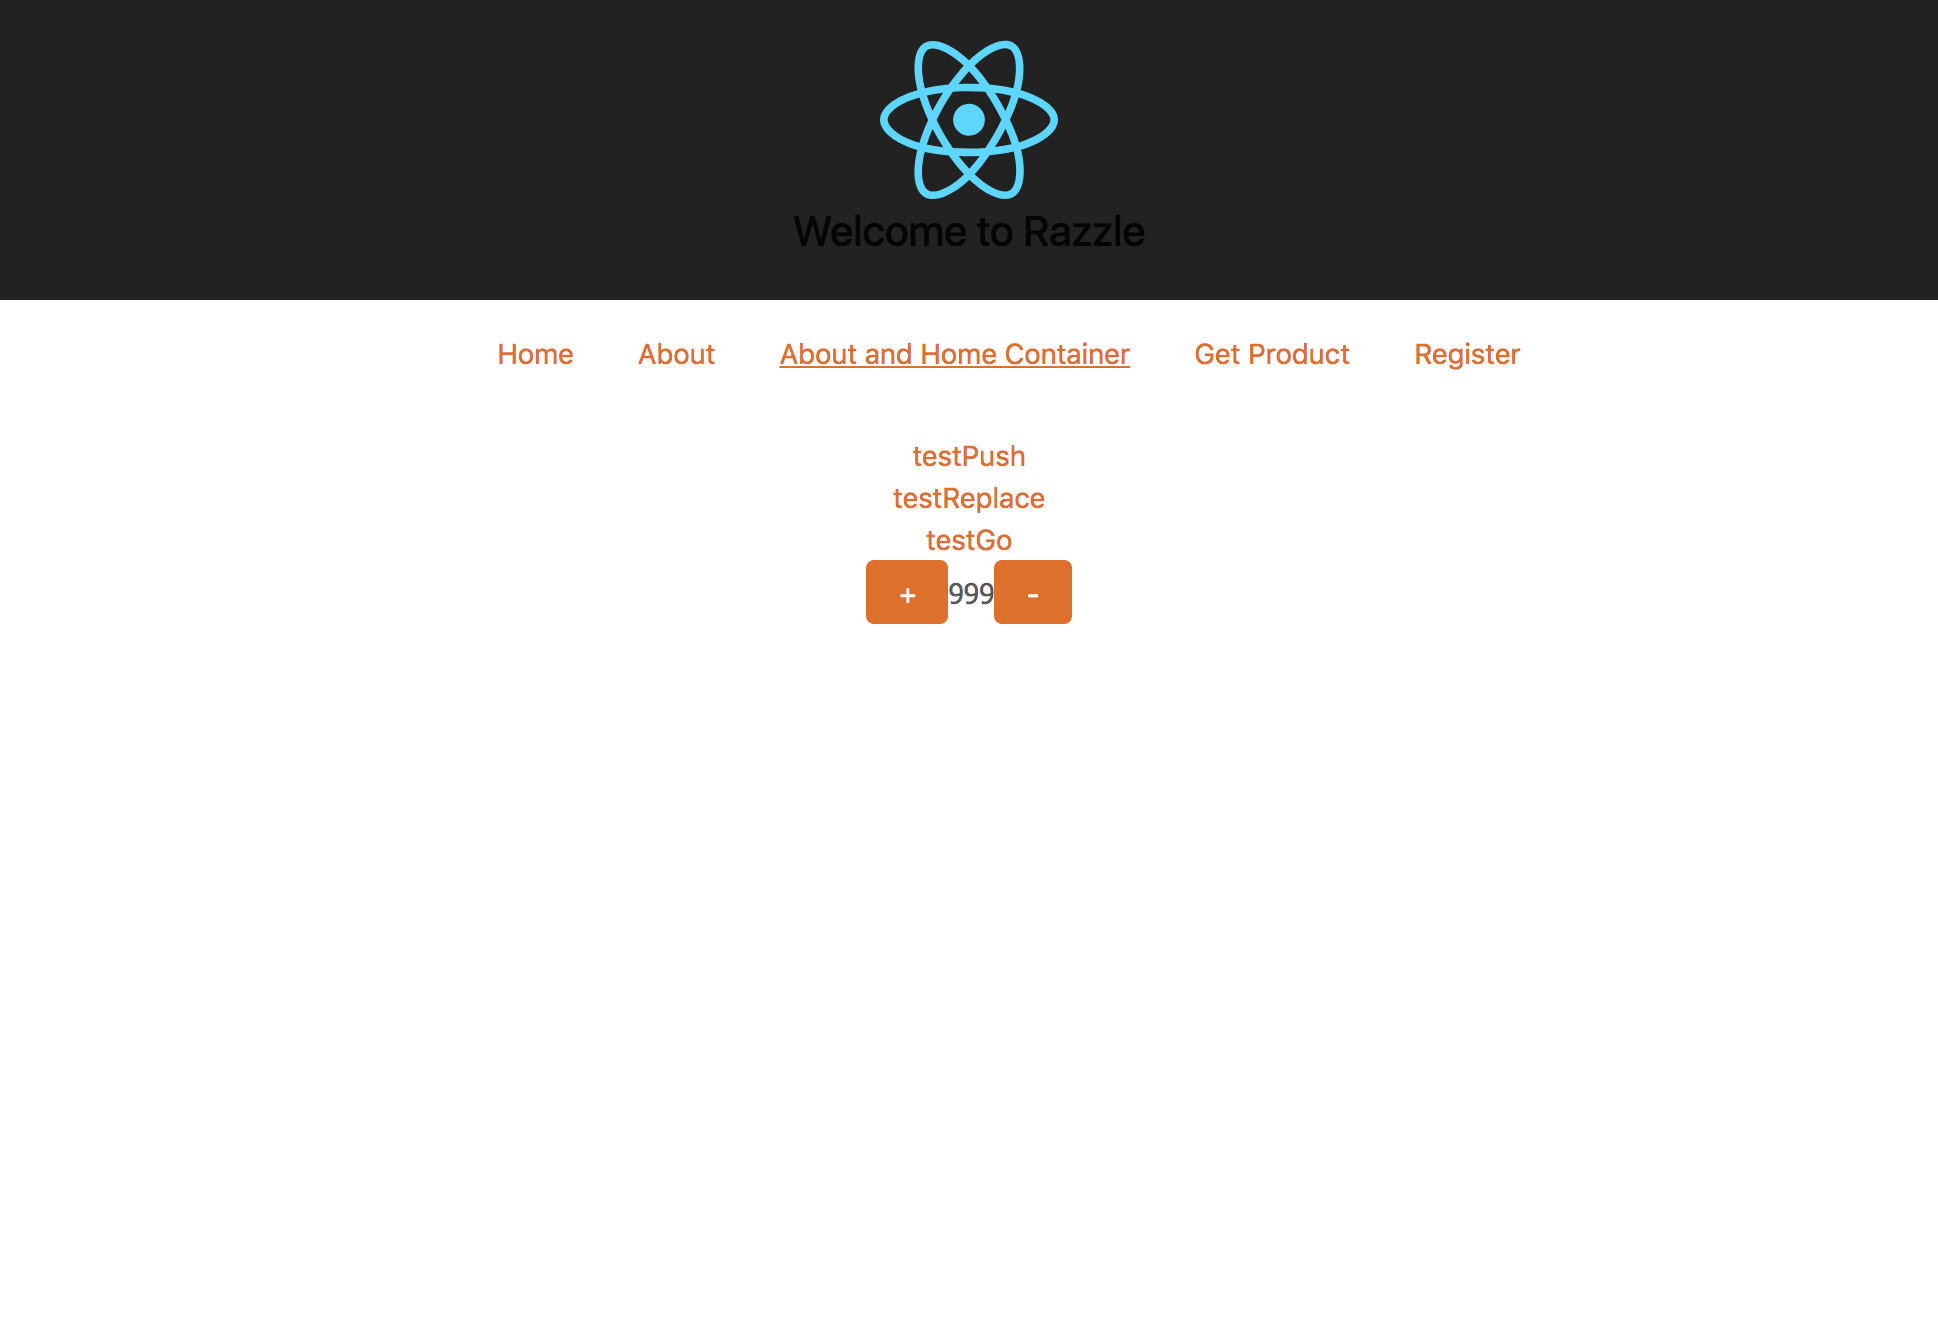 Welcome to Razzle
Home About About and Home Container Get Product Register
testPush
testReplace
testGo
+ 999 -